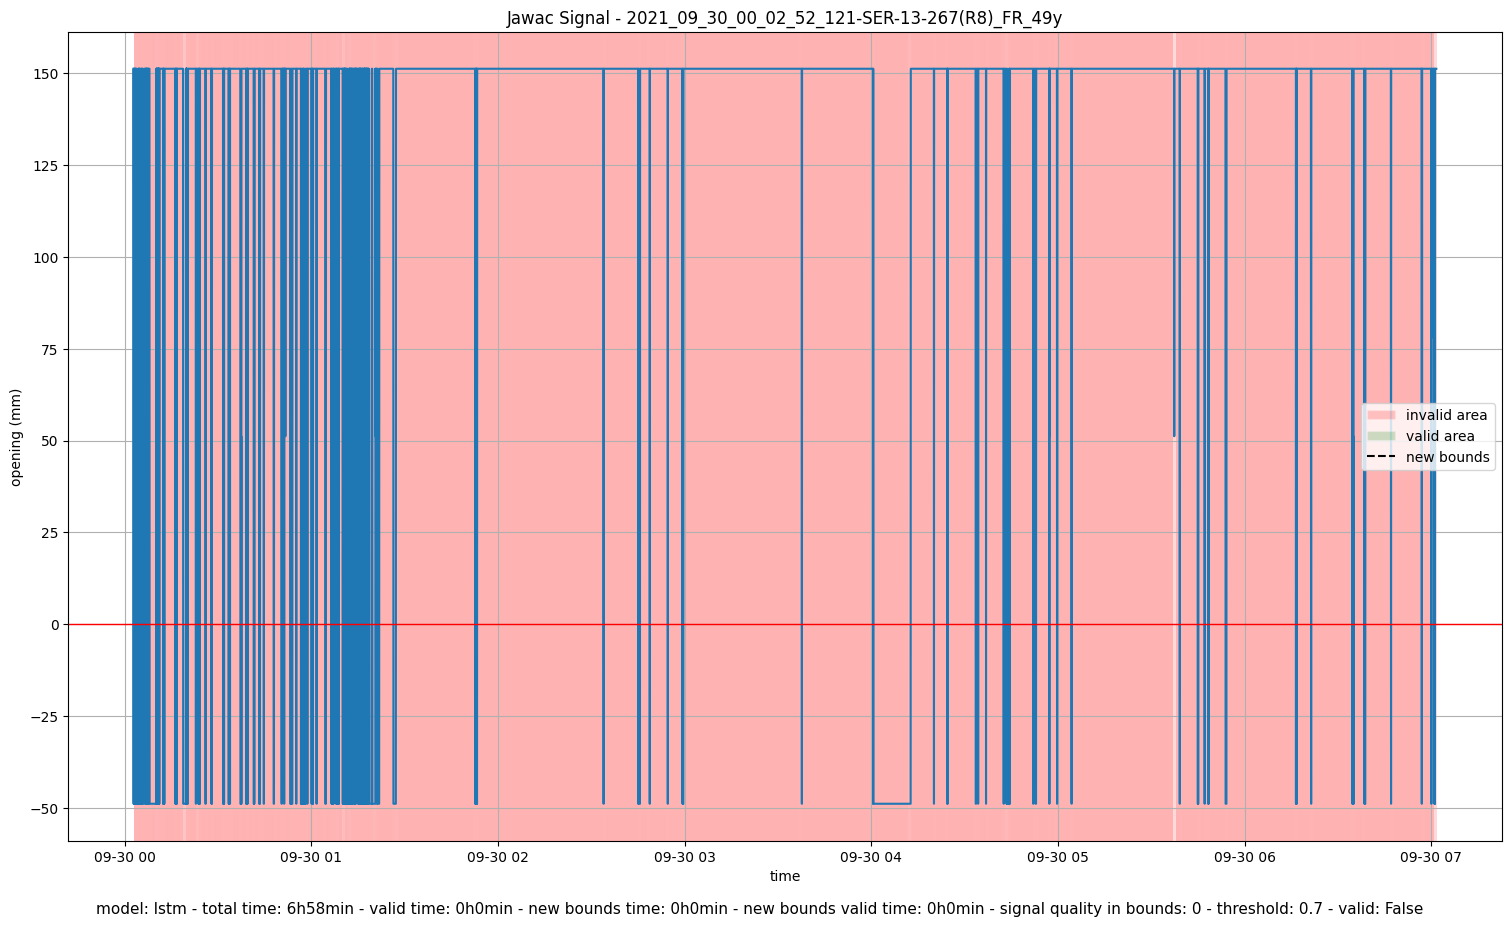 Jawac Signal - 2021_09_30_00_02_52_121-SER-13-267(R8)_FR_49y
opening (mm)
150
125
100
75
50
25
0
−25
−50
invalid area
valid area
new bounds
09-30 00
09-30 01
09-30 02
09-30 03
09-30 04
09-30 05
09-30 06
09-30 07
time
model: lstm - total time: 6h58min - valid time: 0h0min - new bounds time: 0h0min - new bounds valid time: 0h0min - signal quality in bounds: 0 - threshold: 0.7 - valid: False